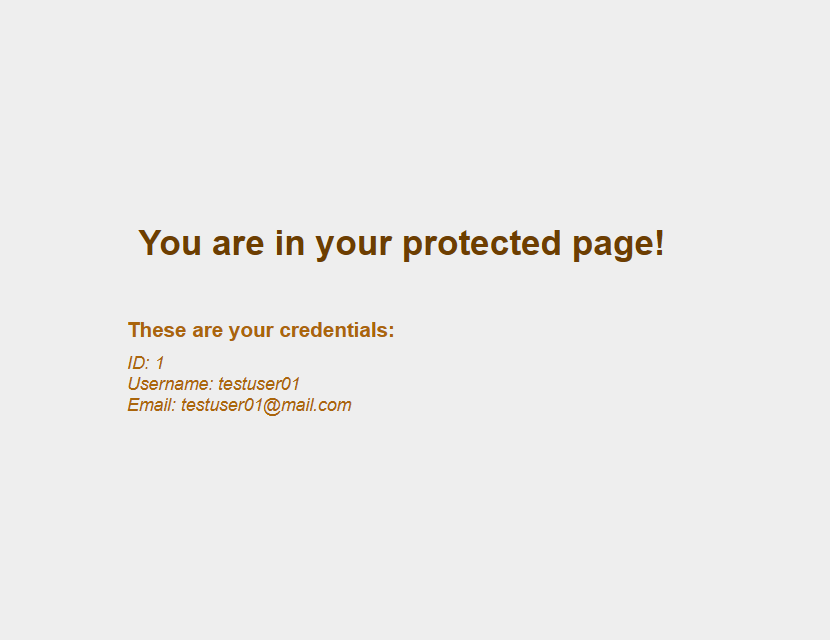 You are in your protected page!
These are your credentials:
ID: 1
Username: testuser01
Email: testuser01@mail.com